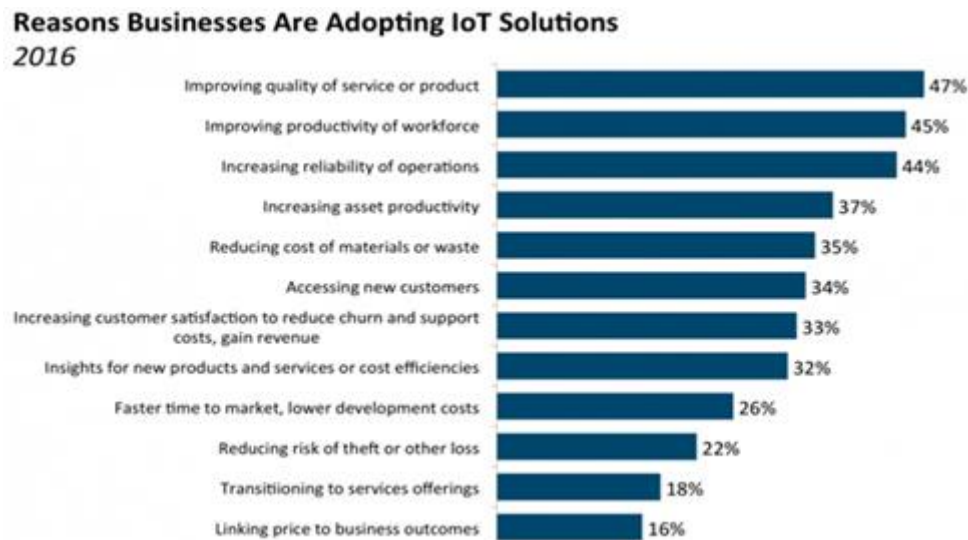 Reasons Businesses Are Adopting IoT Solutions
2016
Improving quality of service or product 47%
Improving productivity of workforce 45%
Increasing reliability of operations 44%
Increasing asset productivity 37%
Reducing cost of materials or waste 35%
Accessing new customers 34%
Increasing customer satisfaction to reduce churn and support
costs, gain revenue 33%
Insights for new products and services or cost efficiencies 32%
Faster time to market, lower development costs 26%
Reducing risk of theft or other loss 22%
Transitiioning to services offerings 18%
Linking price to business outcomes 16%